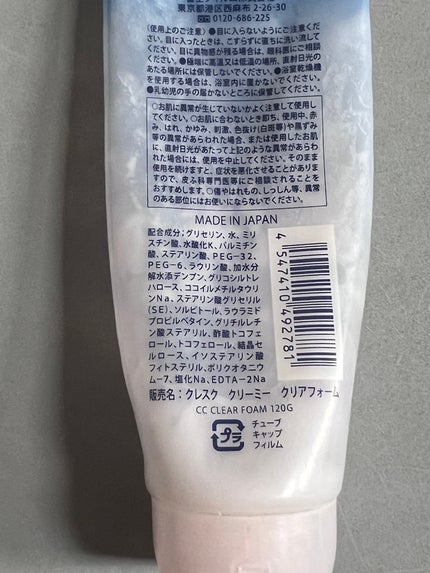 東京都港区西麻布2-26-30
0120-686-225
(使用上のご注意) ●目に入らないようにご注意くだ
さい。目に入ったときは、こすらずに直ちに洗い流して
ください。目に異物感が残る場合は、眼科医にご相談
ください。●極端に高温又は低温の場所、直射日光の
あたる場所には保管しないでください。●浴室乾燥機
を使用する場合は、浴室内に置かないでください。
●乳幼児の手の届かないところに保管してください。
○お肌に異常が生じていないかよく注意して使用し
てください。○お肌に合わないとき即ち、使用中、赤
み、はれ、かゆみ、刺激、色抜け(白斑等)や黒ずみ
等の異常があらわれた場合、または使用したお肌
に、直射日光があたって上記のような異常があらわ
れた場合には、使用を中止してください。そのまま
使用を続けますと、症状を悪化させることがありま
すので、皮ふ科専門医等にご相談されることを
おすすめします。○傷やはれもの、しっしん等、異常
のある部位にはお使いにならないでください。
MADE IN JAPAN
配合成分:グリセリン、水、ミリ
スチン酸、水酸化K、パルミチン
酸、ステアリン酸、PEG-32、
PEG-6、ラウリン酸、加水分
解水添デンプン、グリコシルトレ
ハロース、ココイルメチルタウリ
ンNa、ステアリン酸グリセリル
(SE)、ソルビトール、ラウラミド
プロピルベタイン、グリチルレチ
ン酸ステアリル、酢酸トコフェ
ロール、トコフェロール、結晶セ
ルロース、イソステアリン酸
フィトステリル、ポリクオタニウ
ム-7、塩化Na、EDTA-2Na
4547410492781
販売名:クレスク クリーミー クリアフォーム
CC CLEAR FOAM 120G
プラ
チューブ
キャップ
フィルム